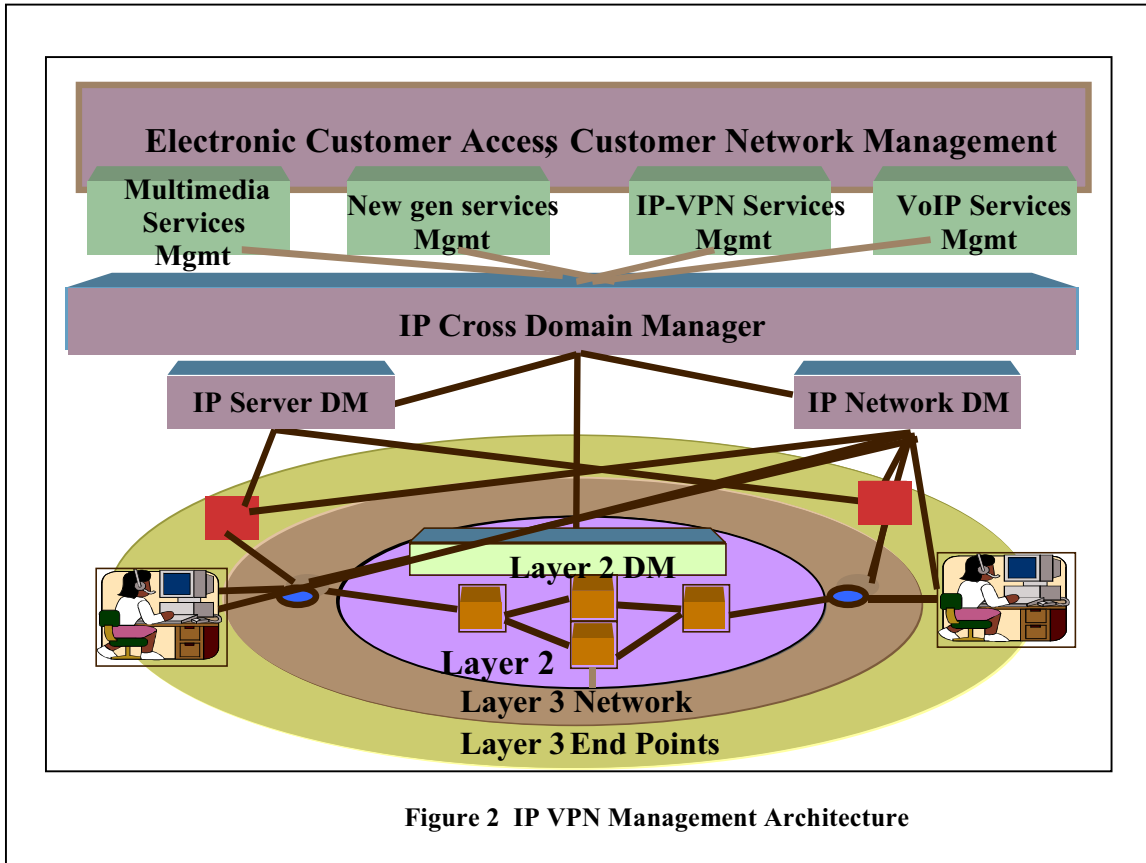 Electronic Customer Access, Customer Network Management
Multimedia
Services
Mgmt
New gen services
Mgmt
IP-VPN Services
Mgmt
VoIP Services
Mgmt
IP Cross Domain Manager
IP Server DM
IP Network DM
Layer 2 DM
Layer 2
Layer 3 Network
Layer 3 End Points
Figure 2 IP VPN Management Architecture